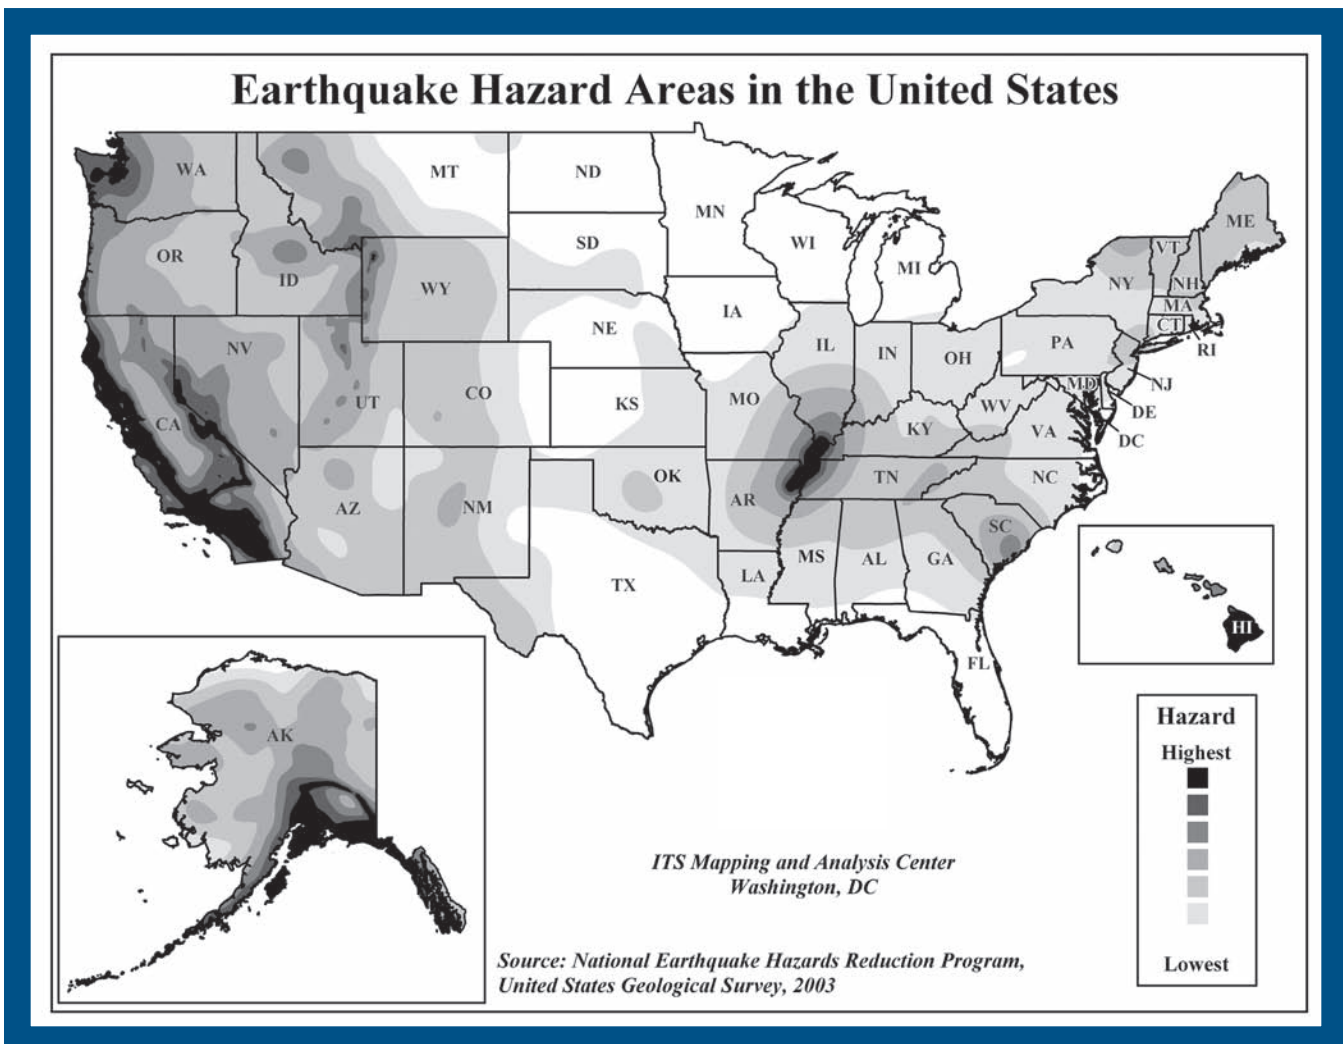 Earthquake Hazard Areas in the United States
WA
MT
ND
MN
ME
OR
ID
WY
SD
WI
MI
VT
NY
NH
MA
CT
RI
NV
UT
CO
NE
IA
IL
IN
OH
PA
NJ
CA
KS
MO
WV
MD
DE
DC
KY
VA
AZ
NM
OK
AR
TN
NC
SC
TX
LA
MS
AL
GA
FL
HI
AK
Hazard
Highest
Lowest
ITS Mapping and Analysis Center
Washington, DC
Source: National Earthquake Hazards Reduction Program,
United States Geological Survey, 2003